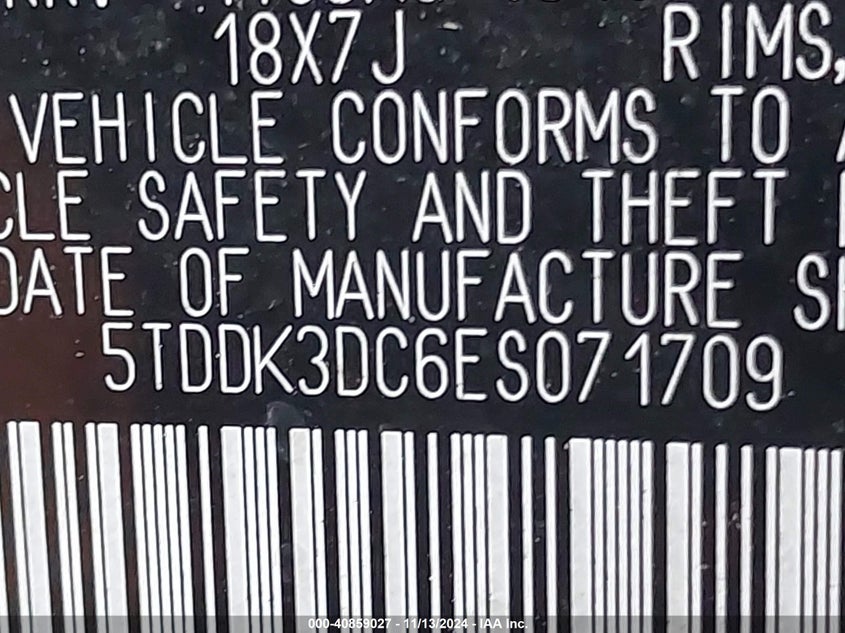 18X7J RIMS,
VEHICLE CONFORMS TO
SAFETY AND THEFT
DATE OF MANUFACTURE
5TDDK3DC6ES071709
000-40859027 - 11/13/2024 - IAA Inc.